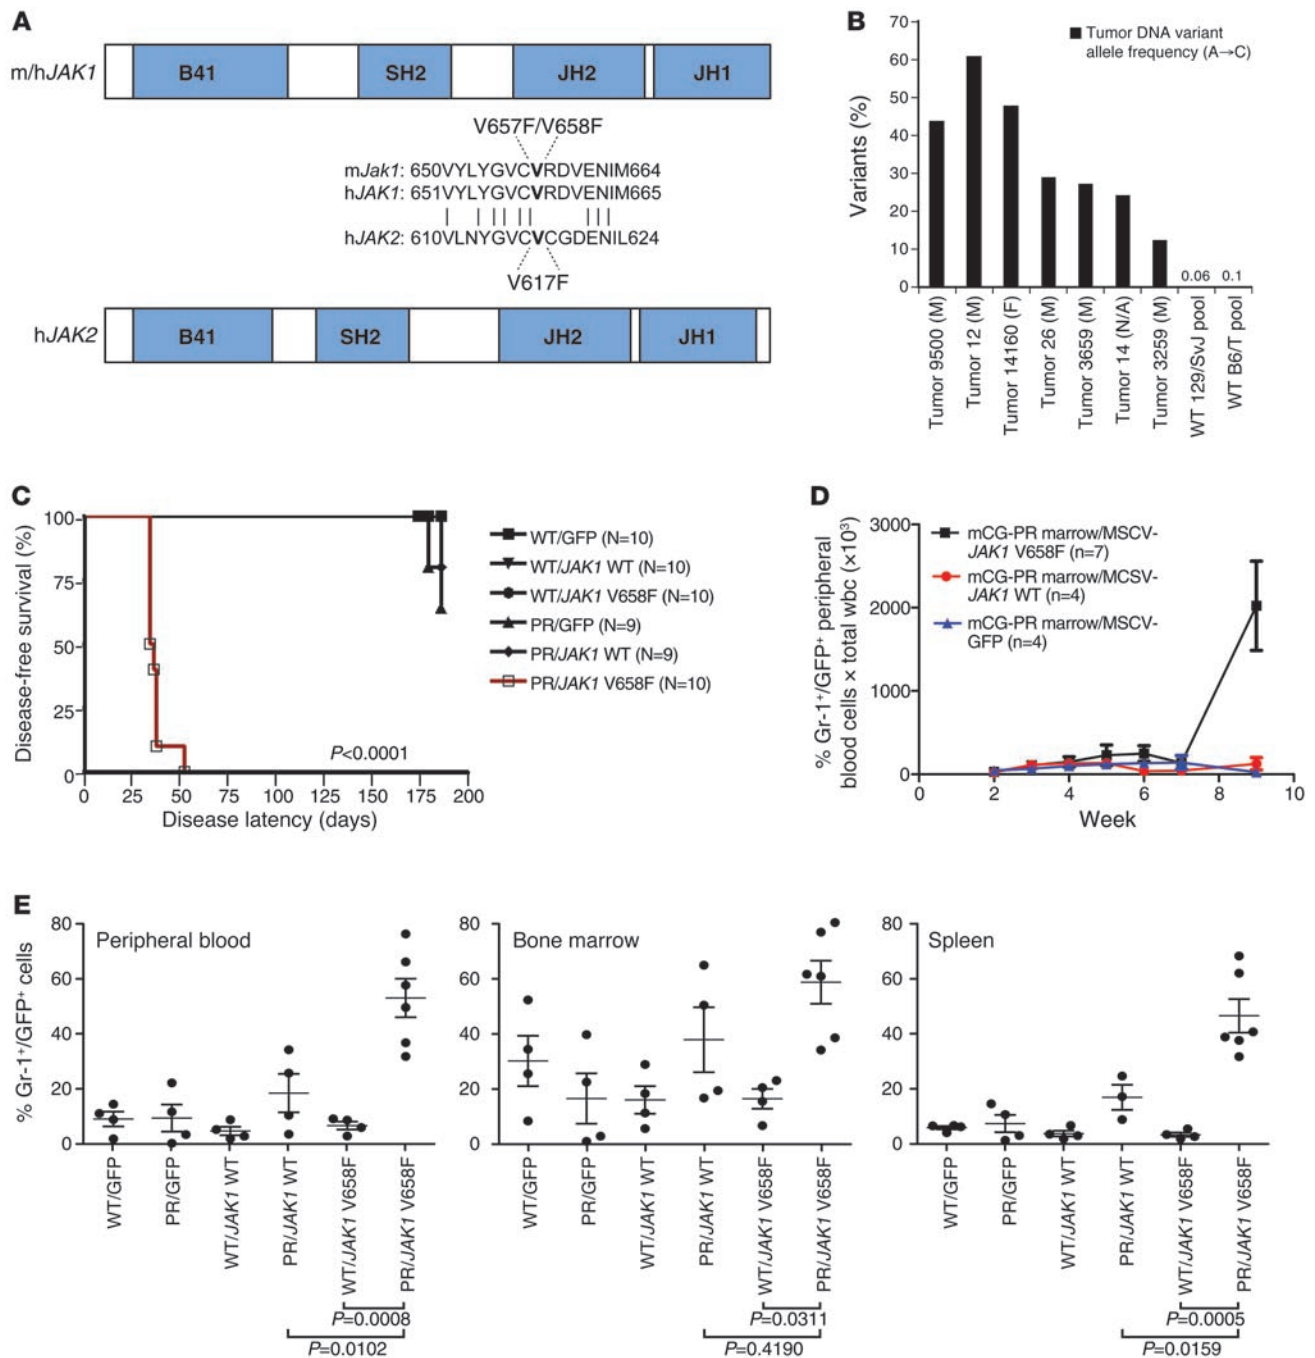 A
m/hJAK1
B41
SH2
JH2
JH1
V657F/V658F
mJak1: 650VYLYGVCVRDVENIM664
hJAK1: 651VYLYGVCVRDVENIM665
hJAK2: 610VLNYGVCVCGDENIL624
V617F
hJAK2
B41
SH2
JH2
JH1
B
Variants (%)
70
60
50
40
30
20
10
0
Tumor DNA variant
allele frequency (A→C)
0.06
0.1
Tumor 9500 (M)
Tumor 12 (M)
Tumor 14160 (F)
Tumor 26 (M)
Tumor 3659 (M)
Tumor 14 (N/A)
Tumor 3259 (M)
WT 129/SvJ pool
WT B6/T pool
C
Disease-free survival (%)
100
75
50
25
0
P<0.0001
0 25 50 75 100 125 150 175 200
Disease latency (days)
WT/GFP (N=10)
WT/JAK1 WT (N=10)
WT/JAK1 V658F (N=10)
PR/GFP (N=9)
PR/JAK1 WT (N=9)
PR/JAK1 V658F (N=10)
D
% Gr-1+/GFP+ peripheral
blood cells × total wbc (×10³)
3000
2000
1000
0
mCG-PR marrow/MSCV-
JAK1 V658F (n=7)
mCG-PR marrow/MCSV-
JAK1 WT (n=4)
mCG-PR marrow/MSCV-
GFP (n=4)
0 2 4 6 8 10
Week
E
% Gr-1+/GFP+ cells
80
60
40
20
0
Peripheral blood
WT/GFP
PR/GFP
WT/JAK1 WT
PR/JAK1 WT
WT/JAK1 V658F
PR/JAK1 V658F
P=0.0008
P=0.0102
80
60
40
20
0
Bone marrow
WT/GFP
PR/GFP
WT/JAK1 WT
PR/JAK1 WT
WT/JAK1 V658F
PR/JAK1 V658F
P=0.0311
P=0.4190
80
60
40
20
0
Spleen
WT/GFP
PR/GFP
WT/JAK1 WT
PR/JAK1 WT
WT/JAK1 V658F
PR/JAK1 V658F
P=0.0005
P=0.0159